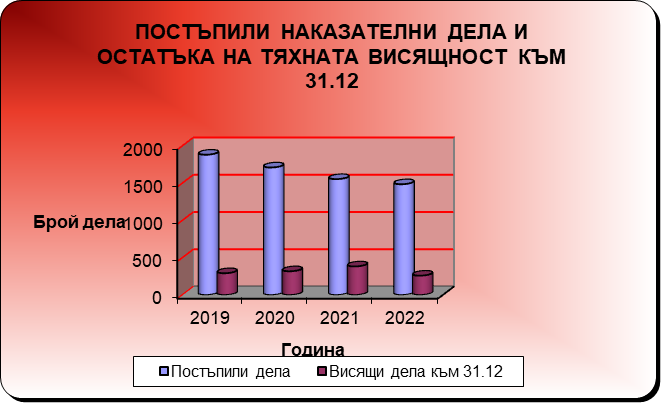 ПОСТЪПИЛИ НАКАЗАТЕЛНИ ДЕЛА И
ОСТАТЪКА НА ТЯХНАТА ВИСЯЩНОСТ КЪМ
31.12
2000
1500
Брой дела
1000
500
0
2019 2020 2021 2022
Година
Постъпили дела Висящи дела към 31.12